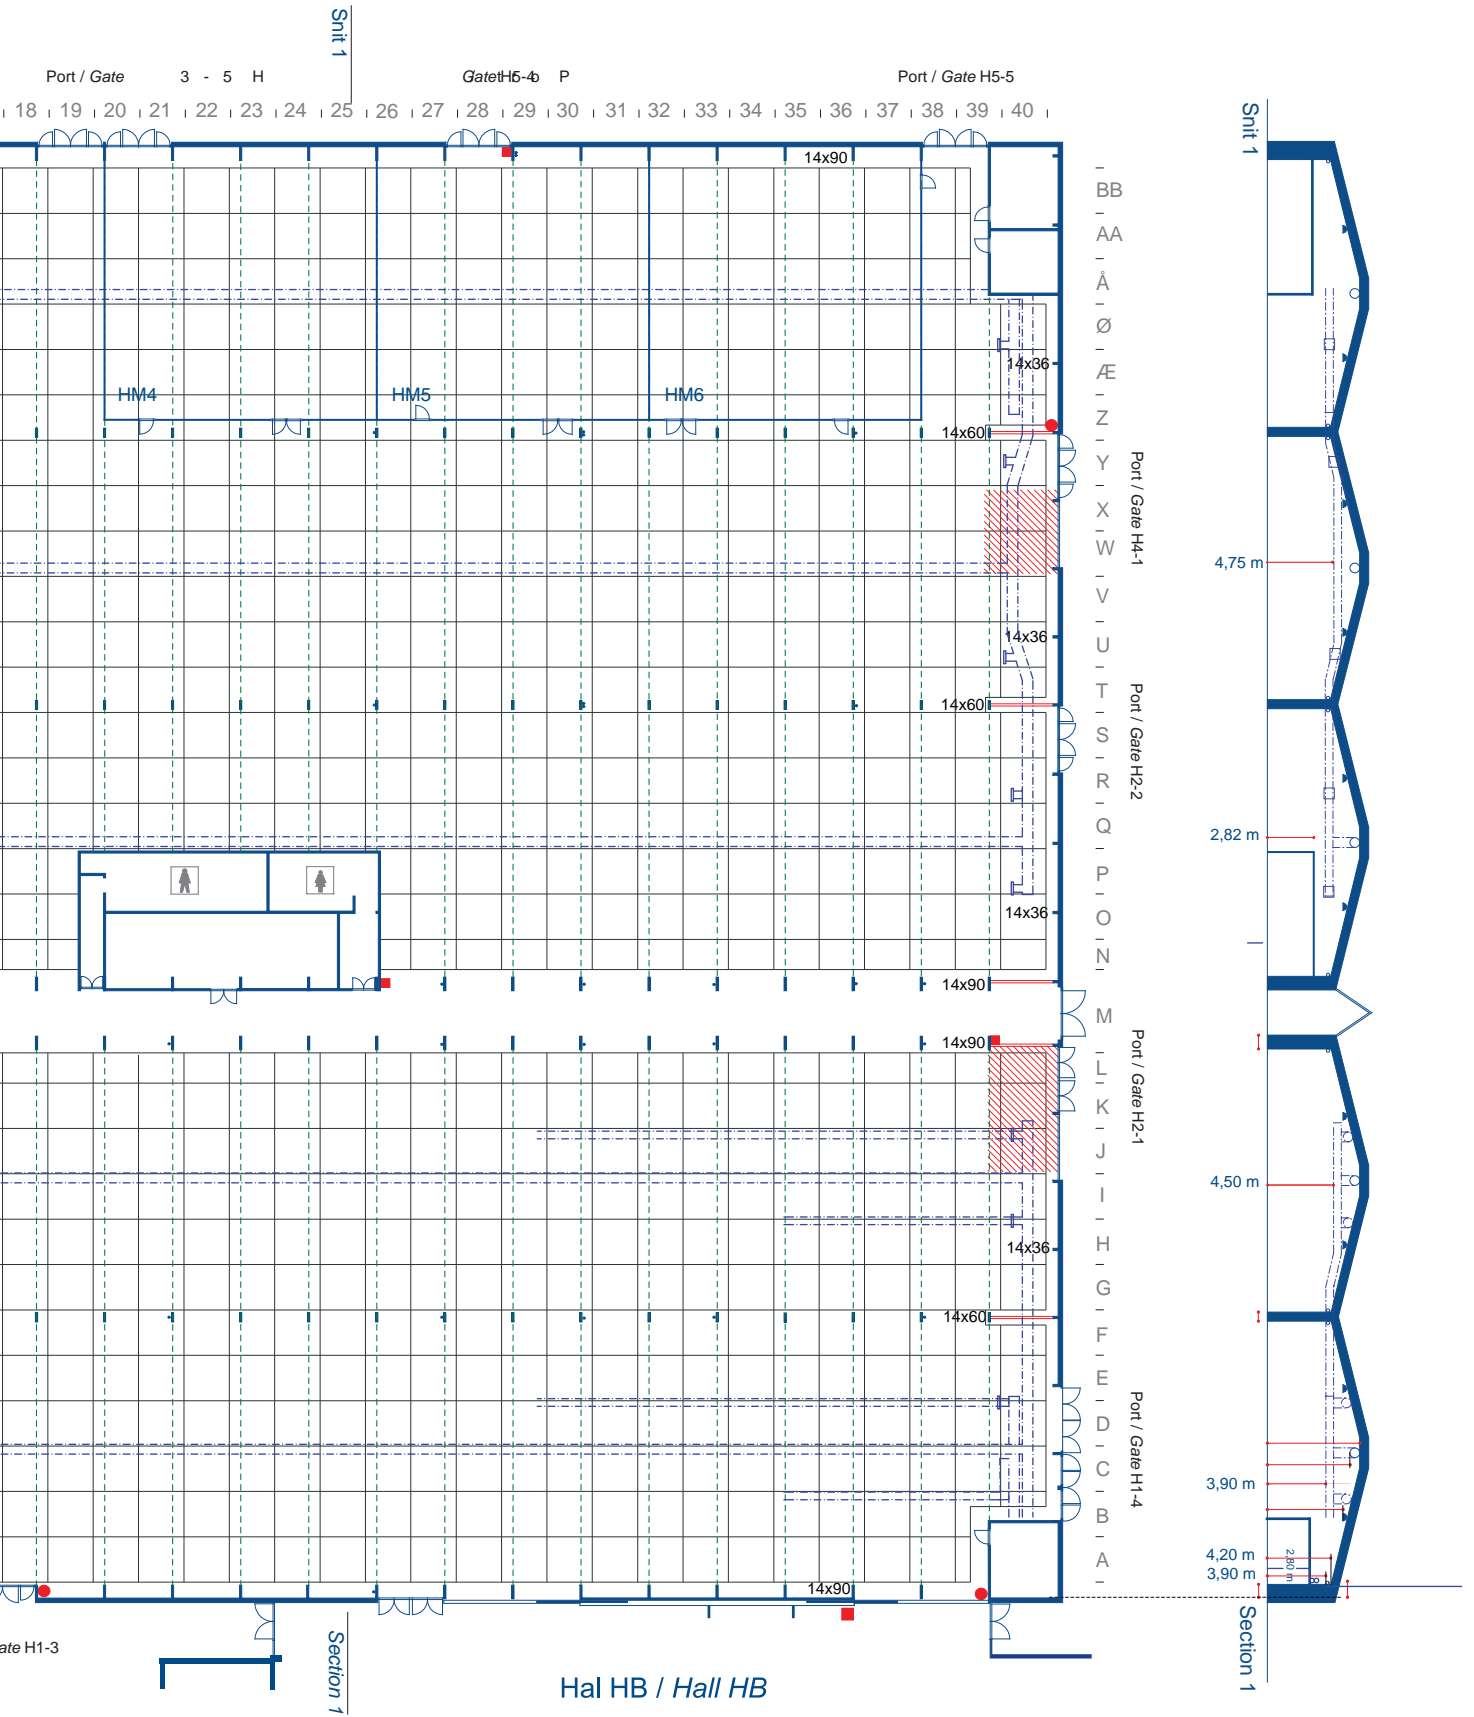 Snit 1
Port / Gate 3 - 5 H
Port / Gate H5-5
18 19 20 21 22 23 24 25 26 27 28 29 30 31 32 33 34 35 36 37 38 39 40
Snit 1
14x90
BB
AA
Å
Ø
Æ
14x36
HM4
HM5
HM6
Z
14x60
Y
Port / Gate H4-1
X
W
4,75 m
V
U
14x36
T
14x60
Port / Gate H2-2
S
R
Q
2,82 m
P
O
14x36
N
14x90
M
14x90
Port / Gate H2-1
L
K
J
I
4,50 m
H
14x36
G
14x60
F
E
D
Port / Gate H1-4
C
3,90 m
B
A
4,20 m
3,90 m
2,80 m
14x90
ate H1-3
Section 1
Section 1
Hal HB / Hall HB